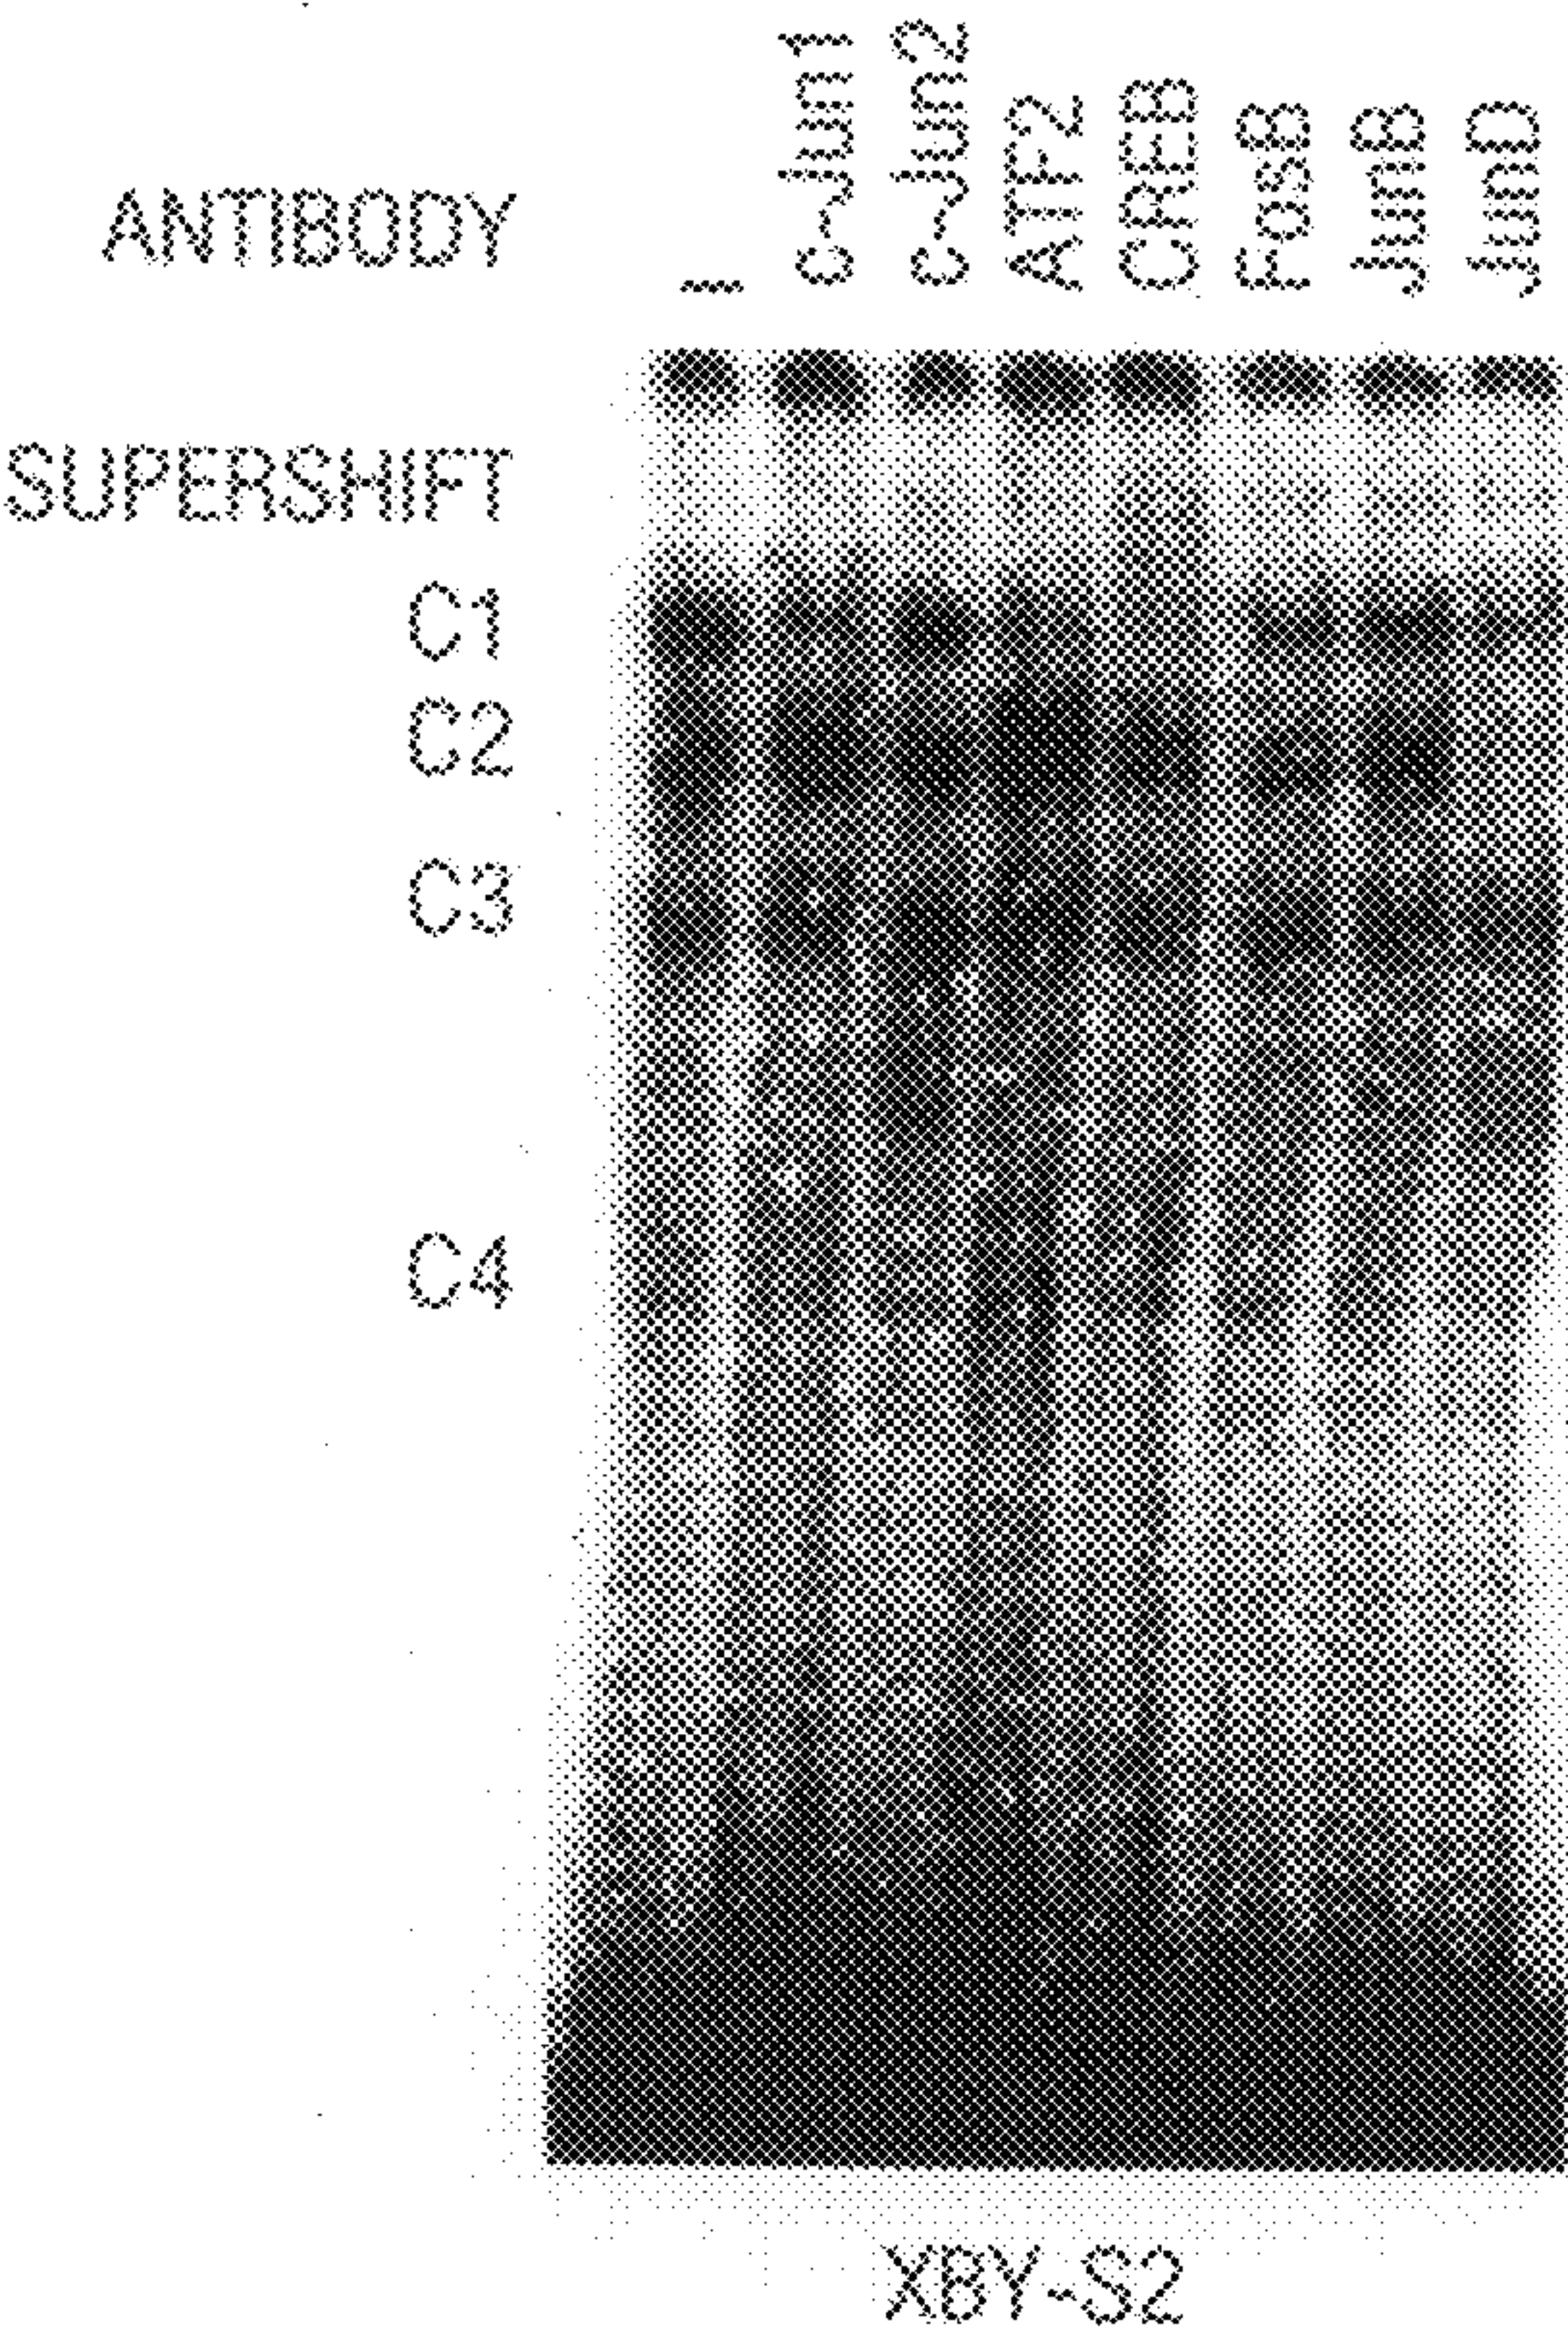 ANTIBODY - c-Jun1 c-Jun2 ATF2 CREB FosB JunB JunD
SUPERSHIFT
C1
C2
C3
C4
XBY-S2